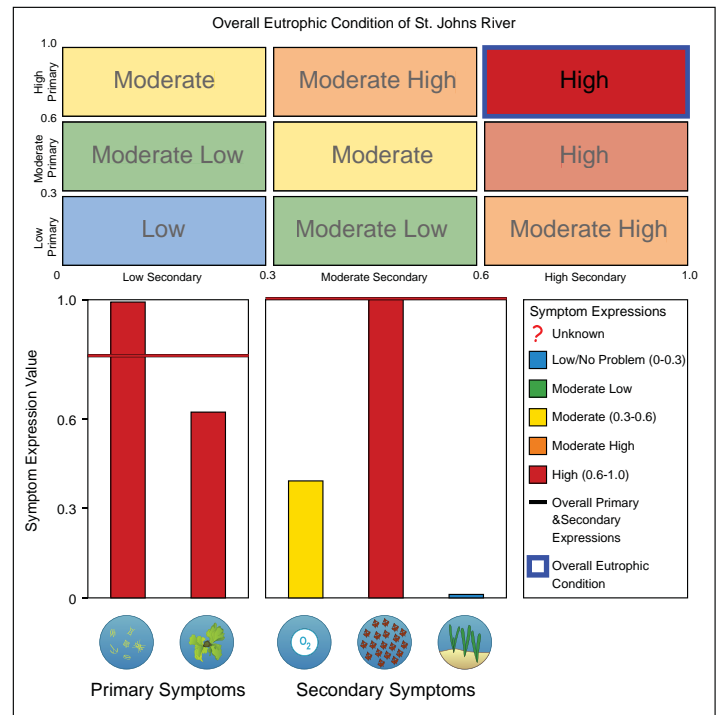 Overall Eutrophic Condition of St. Johns River
1.0
High
Primary
Moderate
Moderate High
High
0.6
Moderate
Primary
Moderate Low
Moderate
High
0.3
Low
Primary
Low
Moderate Low
Moderate High
0
Low Secondary
0.3
Moderate Secondary
0.6
High Secondary
1.0
Symptom Expression Value
1.0
0.6
0.3
0
O2
Primary Symptoms
Secondary Symptoms
Symptom Expressions
? Unknown
Low/No Problem (0-0.3)
Moderate Low
Moderate (0.3-0.6)
Moderate High
High (0.6-1.0)
Overall Primary
&Secondary
Expressions
Overall Eutrophic
Condition